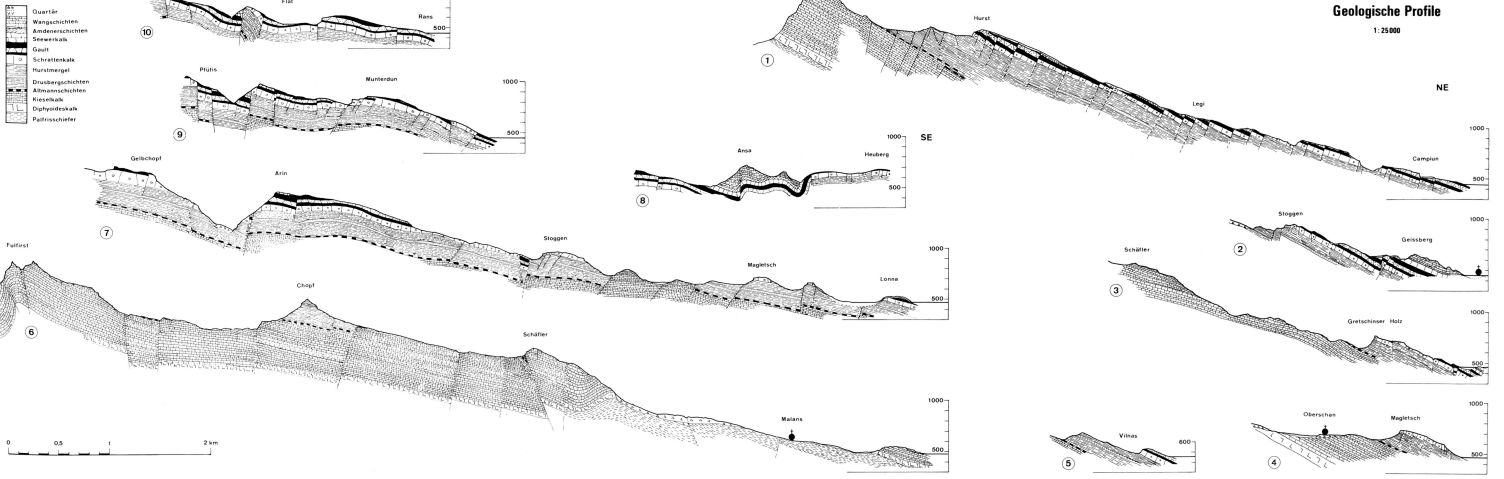 Quartär
Wangschichten
Amdenerschichten
Seewerkalk
Gault
Schrattenkalk
Hurstmergel
Drusbergschichten
Altmannschichten
Kieselkalk
Diphyoideskalk
Palfrisschiefer
Flat
Rans
500
10
Pfüfis
Munterdun
1000
500
9
Gelbchopf
Arin
Stoggen
Magletsch
Lonna
1000
500
7
Fulfirst
Chopf
Schäfler
Malans
1000
500
6
0 0,5 1 2 km
Geologische Profile
1:25000
Hurst
Legi
Campiun
NE
1000
500
1
SE
Ansa
Heuberg
1000
500
8
Stoggen
Geissberg
1000
500
2
Schäfler
Gretschinser Holz
1000
500
3
Vilnas
600
5
Oberschan
Magletsch
1000
500
4